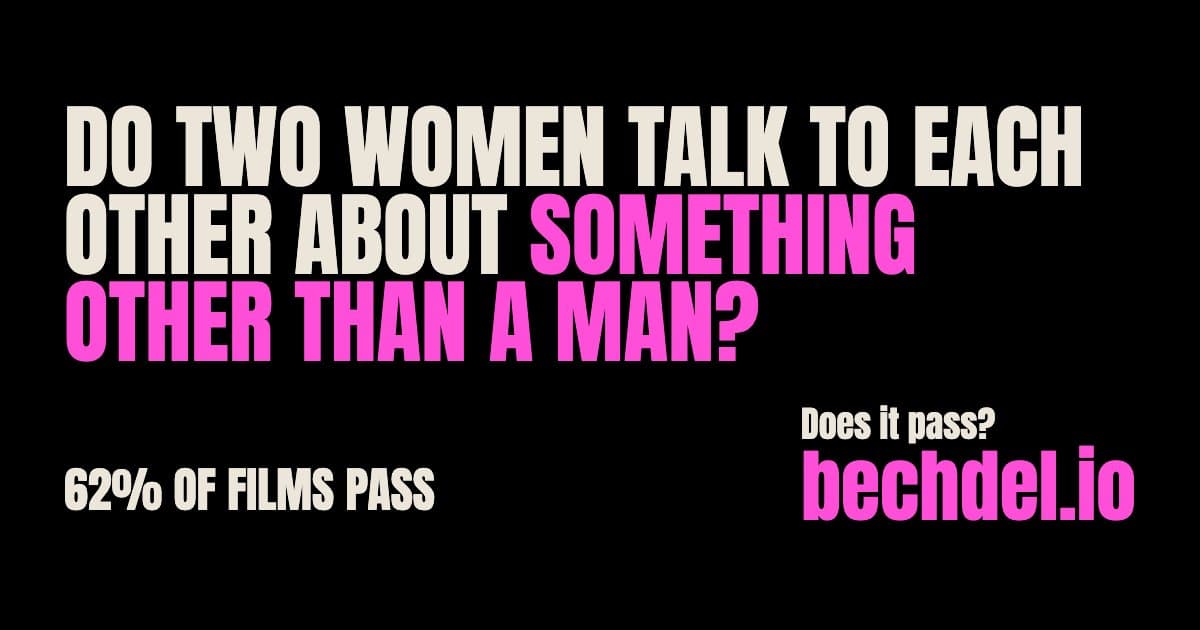 DO TWO WOMEN TALK TO EACH
OTHER ABOUT SOMETHING
OTHER THAN A MAN?
62% OF FILMS PASS
Does it pass?
bechdel.io